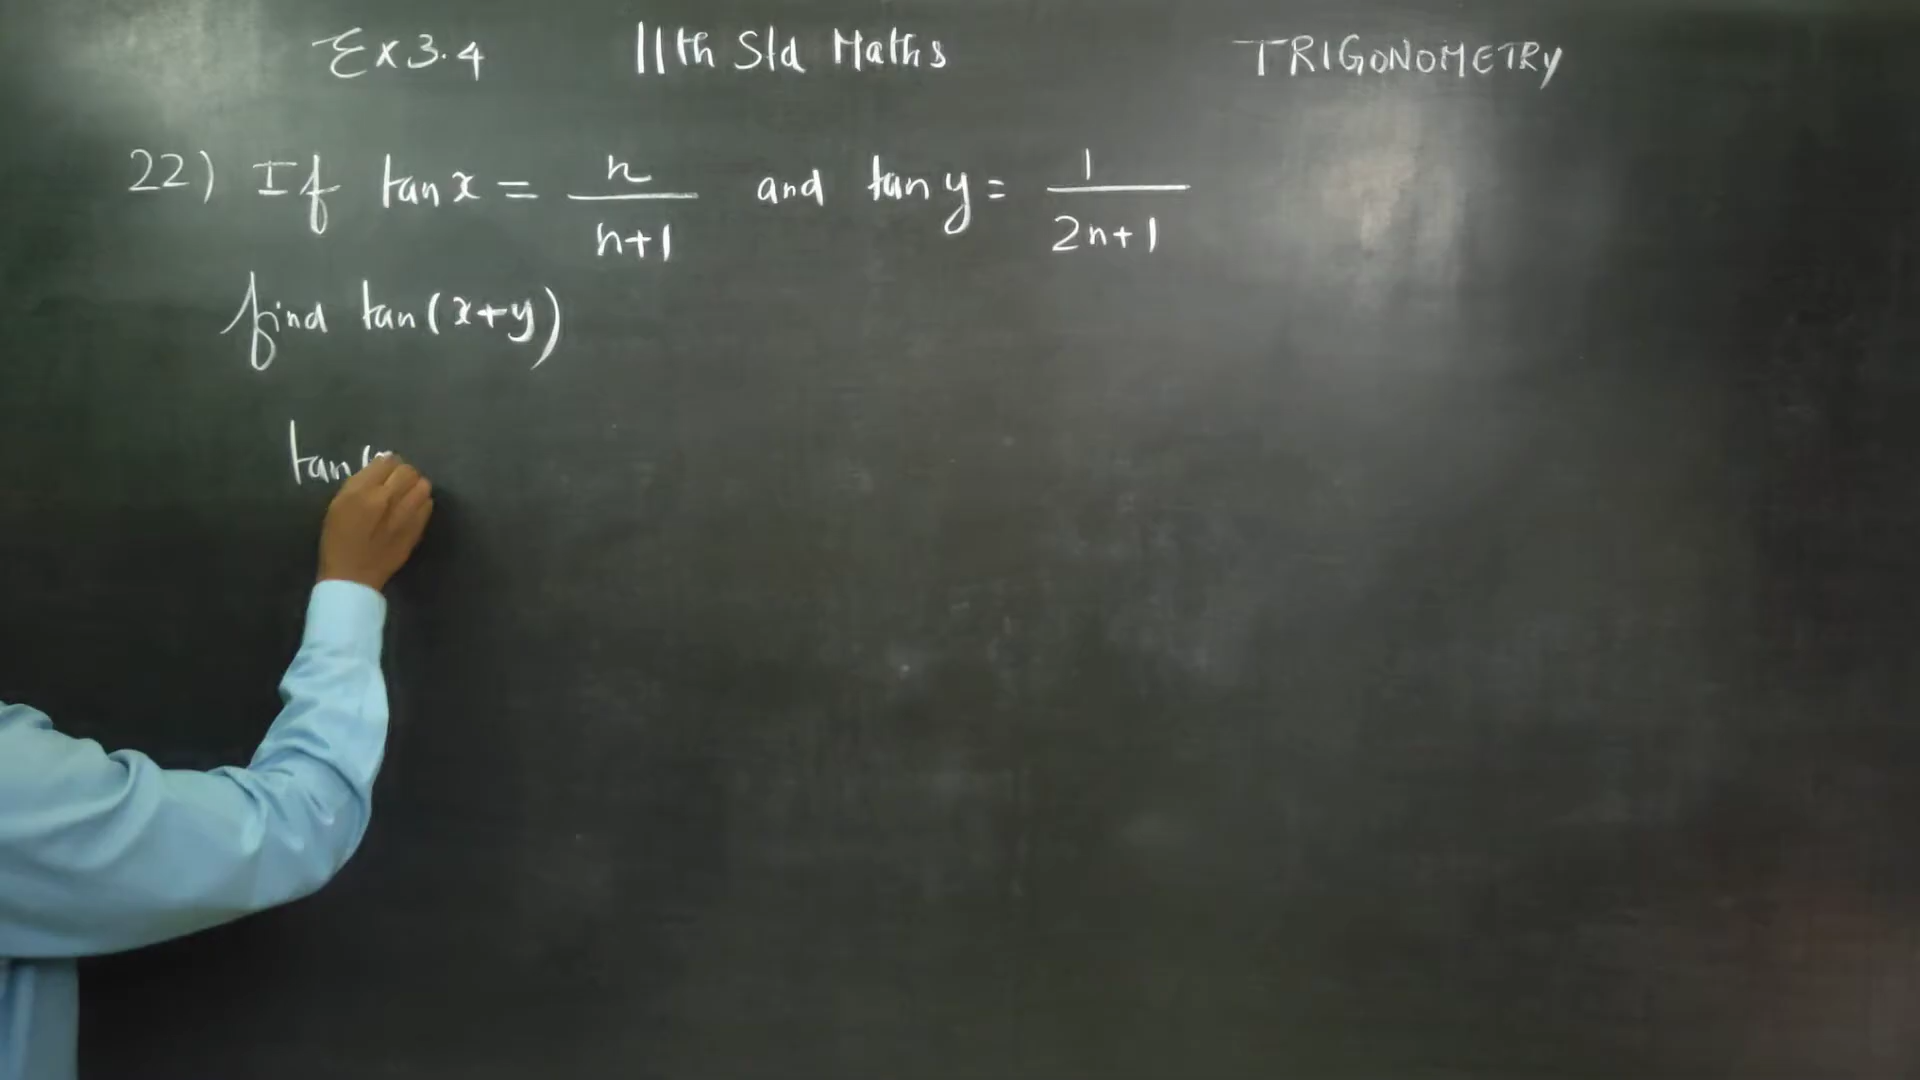 Ex 3.4 11th Std Maths TRIGONOMETRY
22) If tan x = n/(n+1) and tan y = 1/(2n+1)
find tan(x+y)
tan(